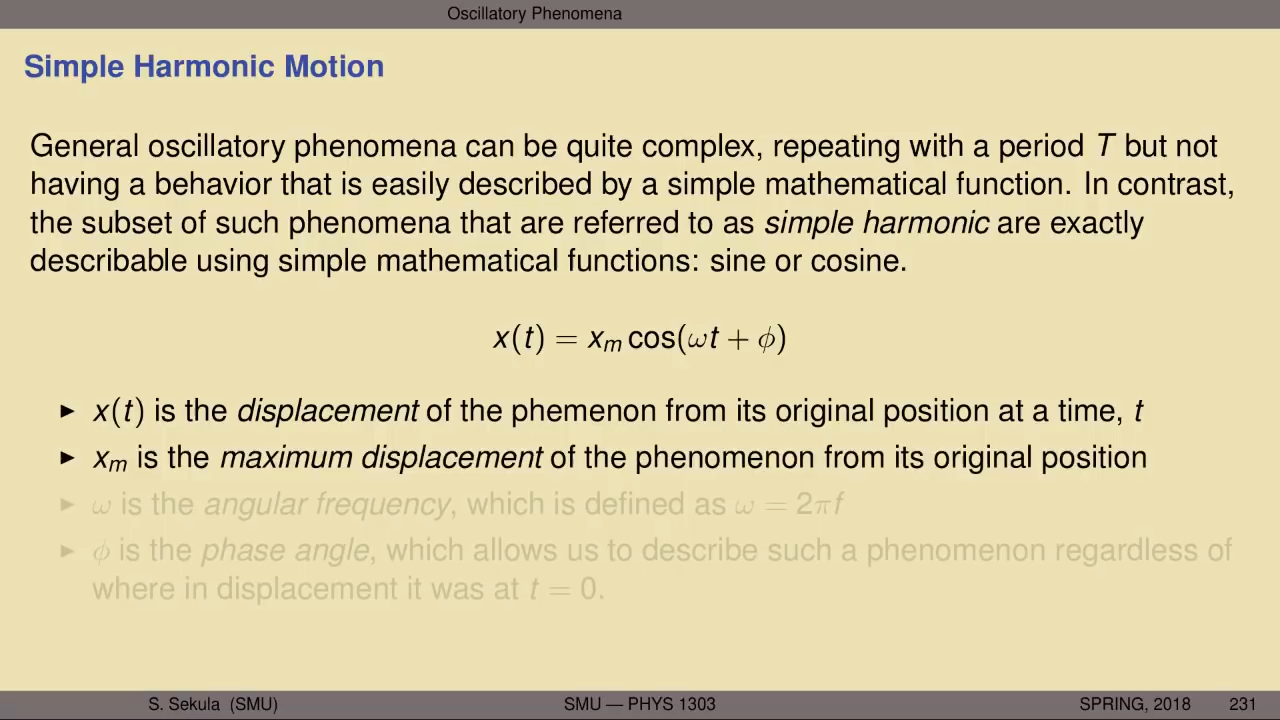 Oscillatory Phenomena
Simple Harmonic Motion
General oscillatory phenomena can be quite complex, repeating with a period T but not
having a behavior that is easily described by a simple mathematical function. In contrast,
the subset of such phenomena that are referred to as simple harmonic are exactly
describable using simple mathematical functions: sine or cosine.
x(t) = xₘ cos(ωt + ϕ)
▶ x(t) is the displacement of the phemenon from its original position at a time, t
▶ xₘ is the maximum displacement of the phenomenon from its original position
▶ ω is the angular frequency, which is defined as ω = 2πf
▶ ϕ is the phase angle, which allows us to describe such a phenomenon regardless of
where in displacement it was at t = 0.
S. Sekula (SMU) SMU — PHYS 1303 SPRING, 2018 231